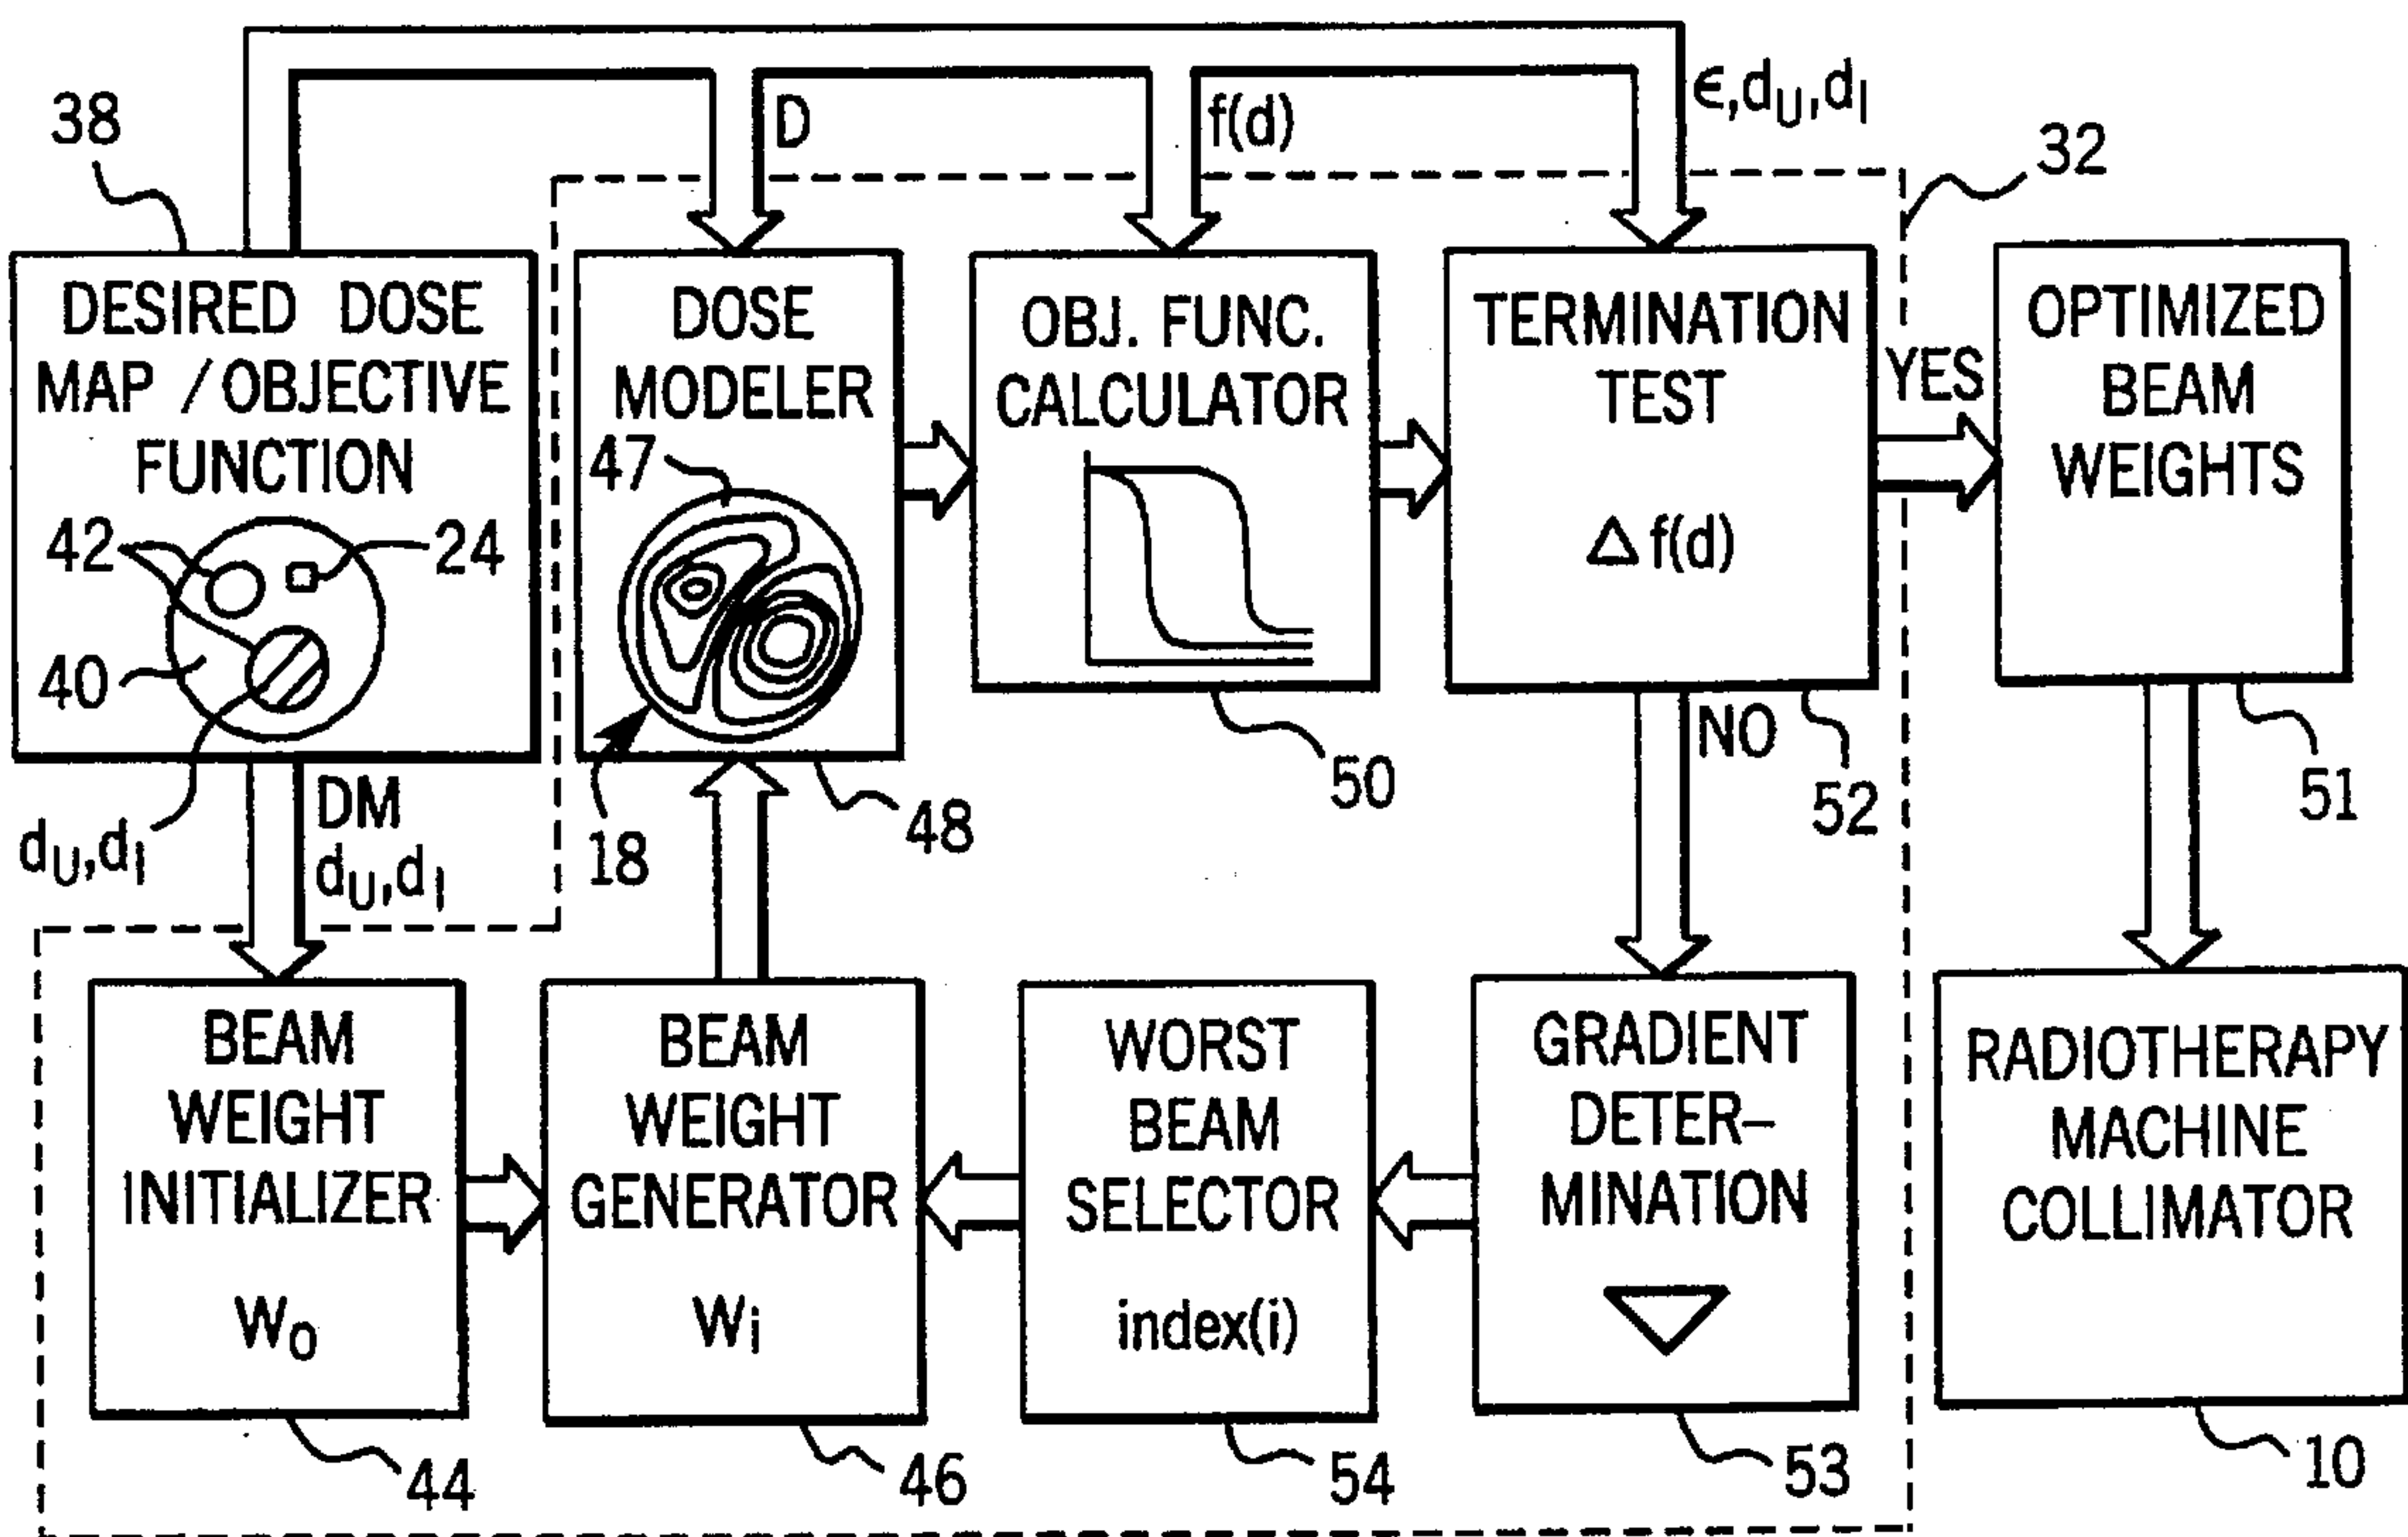 D
f(d)
ϵ,dU,dl
38
32
DESIRED DOSE
MAP / OBJECTIVE
FUNCTION
42
24
40
dU,dl
DM
dU,dl
DOSE
MODELER
47
18
48
OBJ. FUNC.
CALCULATOR
50
TERMINATION
TEST
Δ f(d)
YES
NO
52
OPTIMIZED
BEAM
WEIGHTS
51
BEAM
WEIGHT
INITIALIZER
W0
44
BEAM
WEIGHT
GENERATOR
Wi
46
WORST
BEAM
SELECTOR
index(i)
54
GRADIENT
DETER–
MINATION
▽
53
RADIOTHERAPY
MACHINE
COLLIMATOR
10